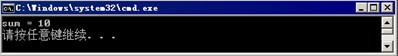 C:\Windows\system32\cmd.exe
sum = 10
请按任意键继续. . .